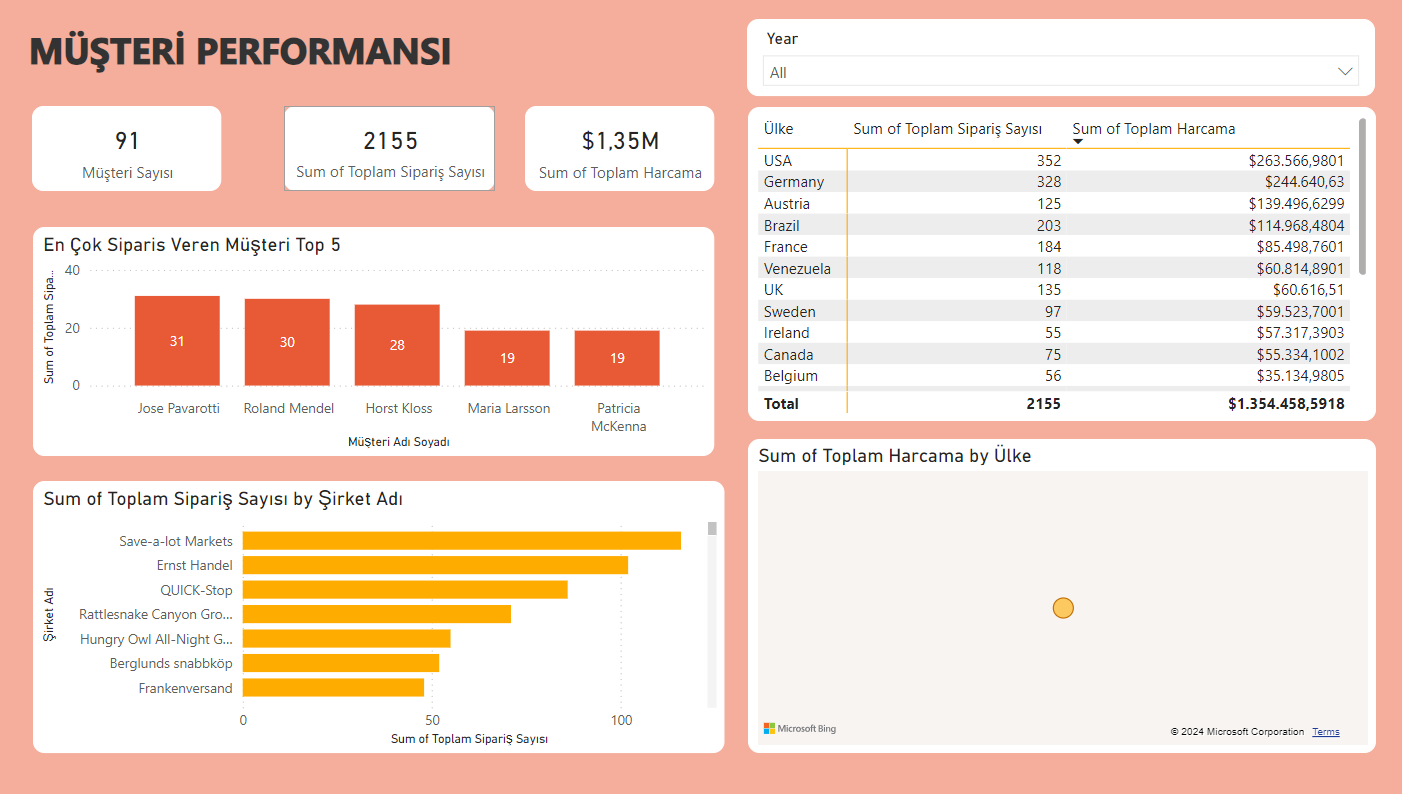 MÜŞTERİ PERFORMANSI
91
Müşteri Sayısı
2155
Sum of Toplam Sipariş Sayısı
$1,35M
Sum of Toplam Harcama
Year
All
Ülke Sum of Toplam Sipariş Sayısı Sum of Toplam Harcama
USA 352 $263.566,9801
Germany 328 $244.640,63
Austria 125 $139.496,6299
Brazil 203 $114.968,4804
France 184 $85.498,7601
Venezuela 118 $60.814,8901
UK 135 $60.616,51
Sweden 97 $59.523,7001
Ireland 55 $57.317,3903
Canada 75 $55.334,1002
Belgium 56 $35.134,9805
Total 2155 $1.354.458,5918
En Çok Siparis Veren Müşteri Top 5
Sum of Toplam Sipa...
40
20
0
31
30
28
19
19
Jose Pavarotti
Roland Mendel
Horst Kloss
Maria Larsson
Patricia
McKenna
Müşteri Adı Soyadı
Sum of Toplam Sipariş Sayısı by Şirket Adı
Şirket Adı
Save-a-lot Markets
Ernst Handel
QUICK-Stop
Rattlesnake Canyon Gro...
Hungry Owl All-Night G...
Berglunds snabbköp
Frankenversand
0 50 100
Sum of Toplam Sipariş Sayısı
Sum of Toplam Harcama by Ülke
Microsoft Bing
© 2024 Microsoft Corporation Terms